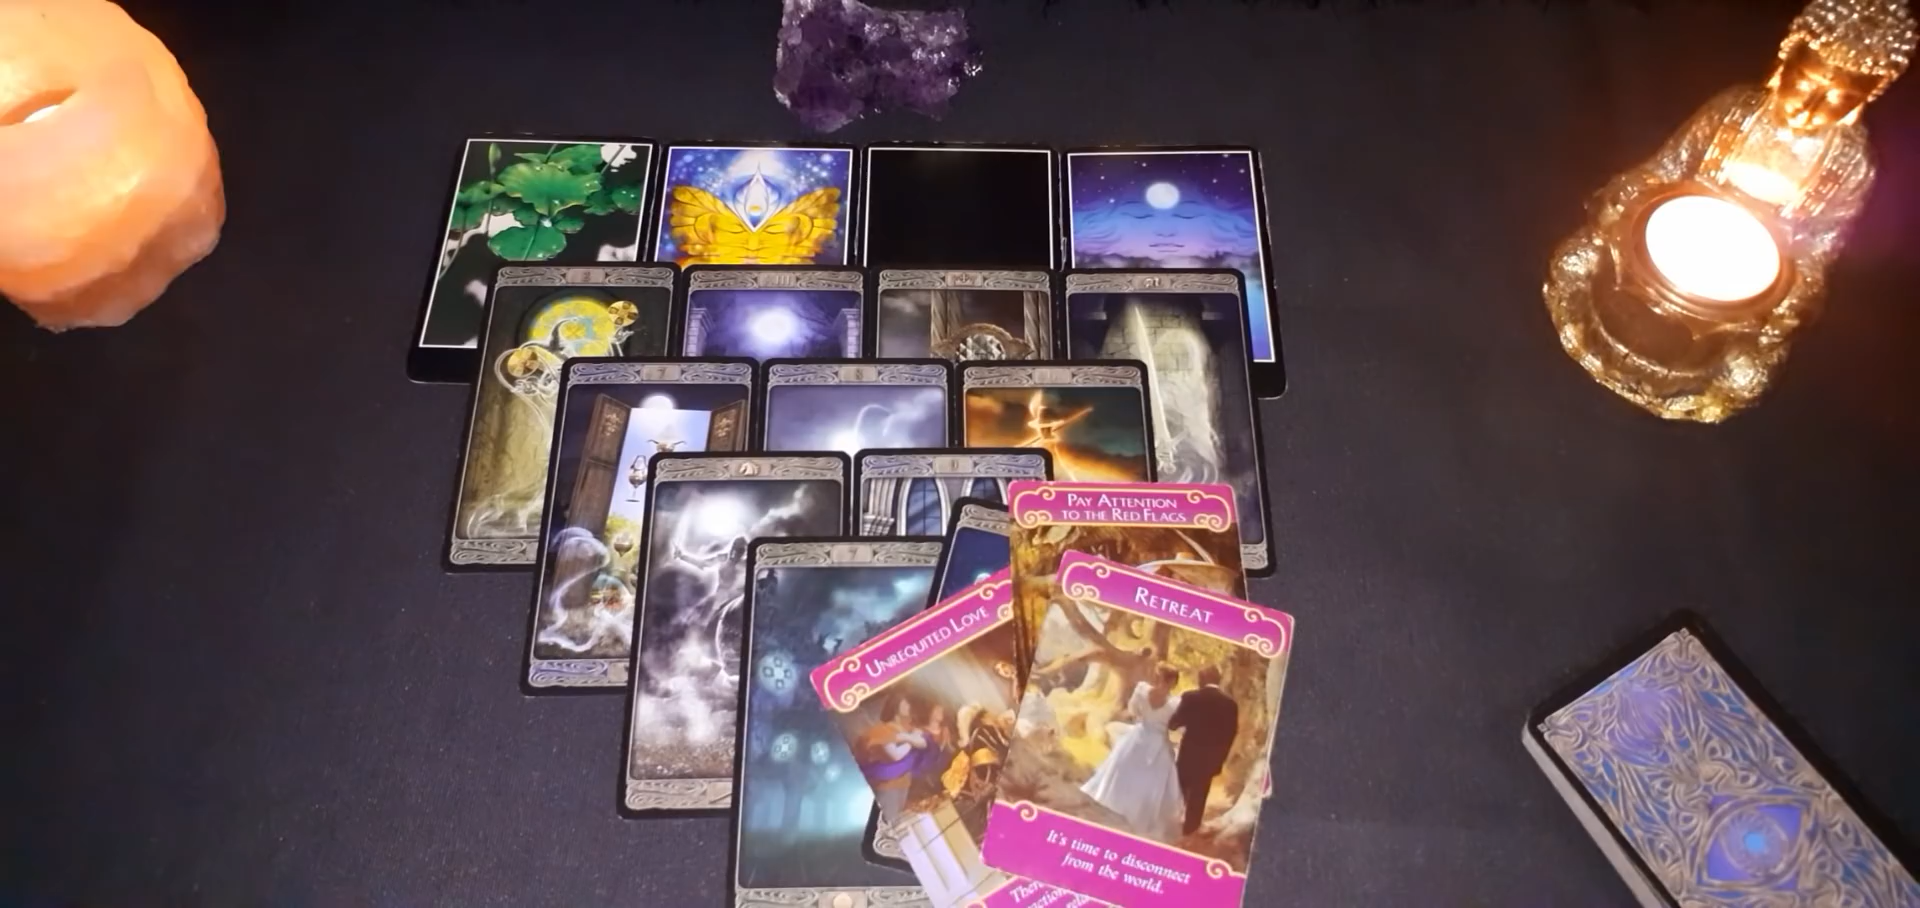 PAY ATTENTION
TO THE RED FLAGS
RETREAT
UNREQUITED LOVE
It's time to disconnect
from the world.